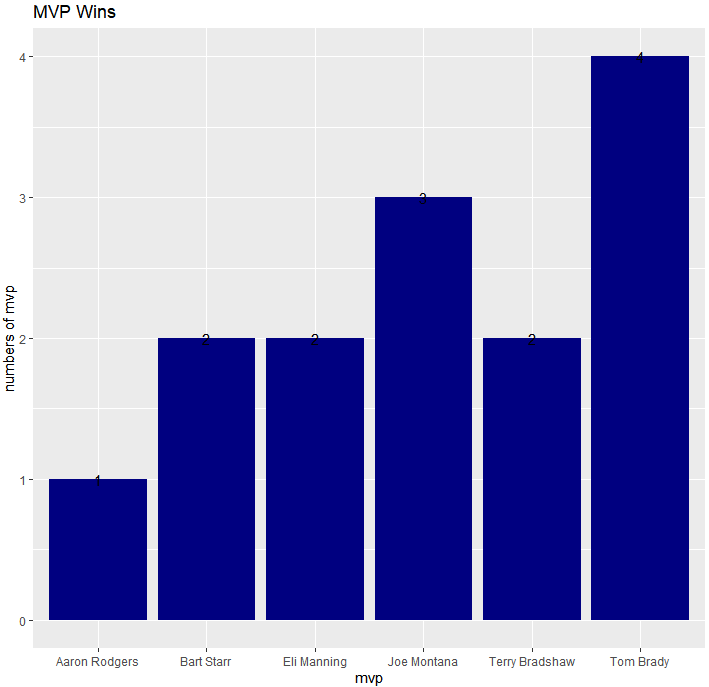 MVP Wins
numbers of mvp
4
3
2
1
0
1
2
2
3
2
4
Aaron Rodgers
Bart Starr
Eli Manning
Joe Montana
Terry Bradshaw
Tom Brady
mvp